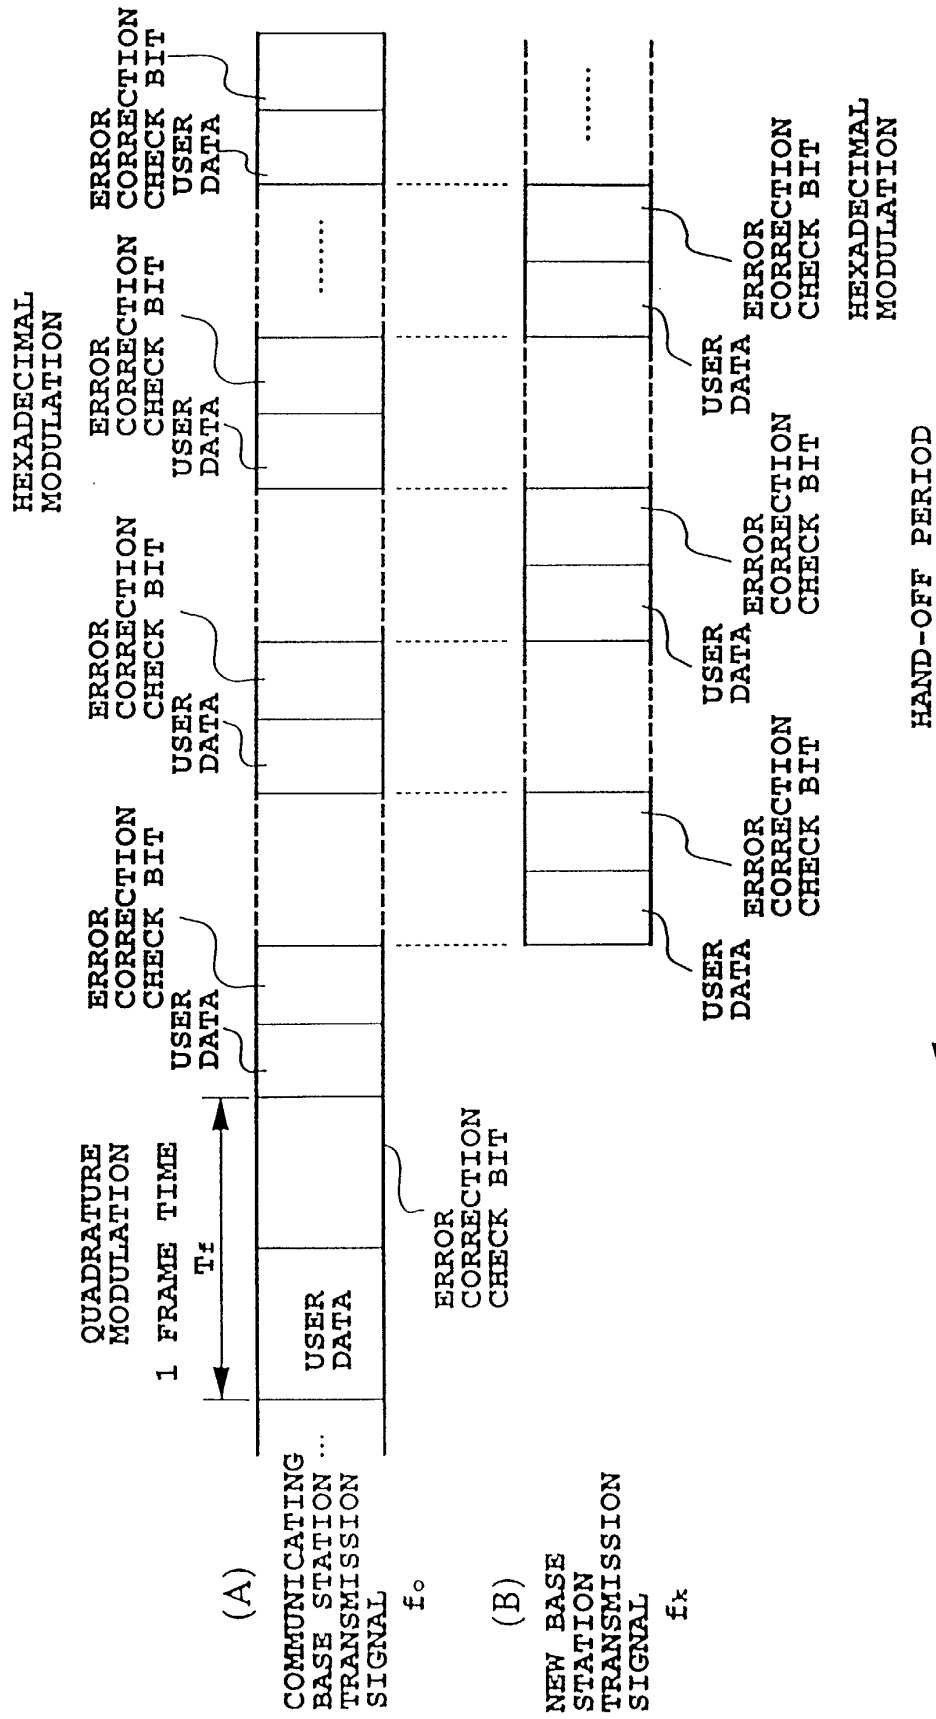 HEXADECIMAL
MODULATION
QUADRATURE
MODULATION
1 FRAME TIME
Tf
USER
DATA
ERROR
CORRECTION
CHECK BIT
USER
DATA
ERROR
CORRECTION
CHECK BIT
USER
DATA
ERROR
CORRECTION
CHECK BIT
USER
DATA
ERROR
CORRECTION
CHECK BIT
(A)
COMMUNICATING
BASE STATION ...
TRANSMISSION
SIGNAL
fo
USER
DATA
........
ERROR
CORRECTION
CHECK BIT
(B)
NEW BASE
STATION
TRANSMISSION
SIGNAL
fk
........
USER
DATA
ERROR
CORRECTION
CHECK BIT
USER
DATA
ERROR
CORRECTION
CHECK BIT
USER
DATA
ERROR
CORRECTION
CHECK BIT
HEXADECIMAL
MODULATION
HAND-OFF PERIOD